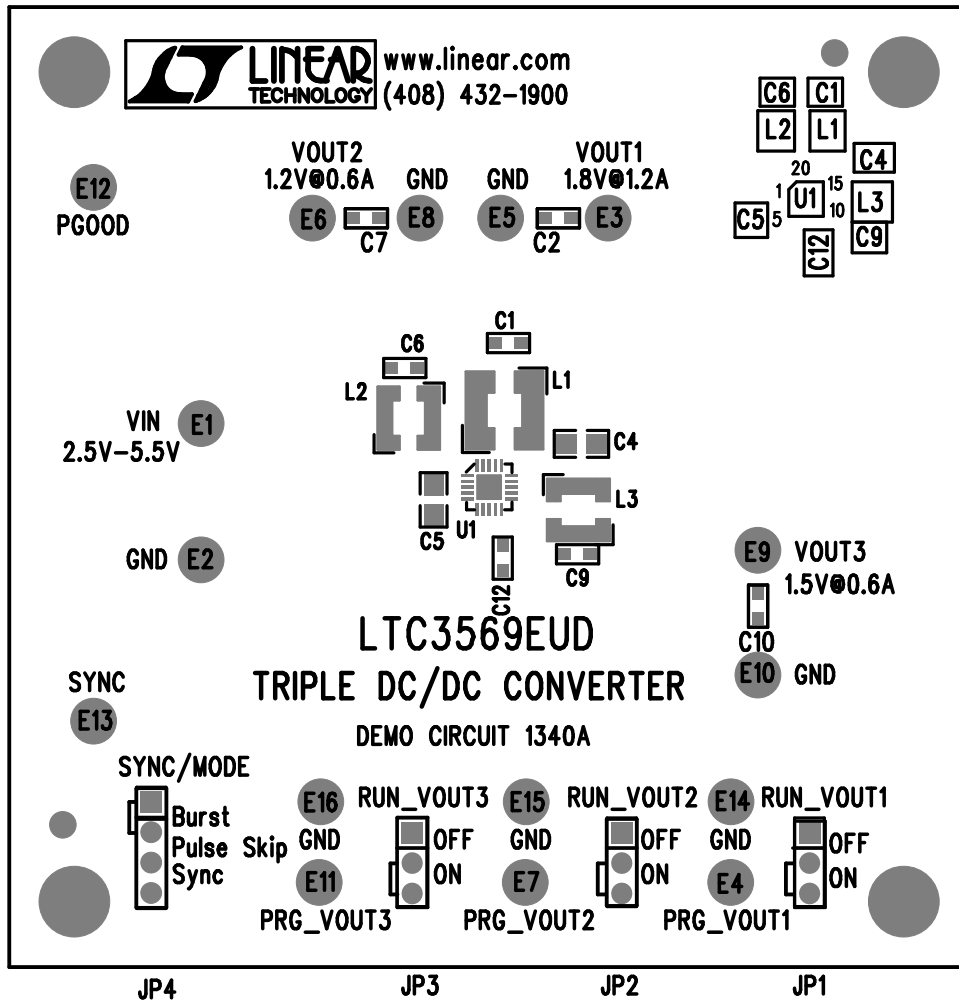 LINEAR
TECHNOLOGY
www.linear.com
(408) 432-1900
C6
C1
L2
L1
C4
20
15
1
U1
10
L3
C5
5
C9
C12
E12
PGOOD
VOUT2
1.2V@0.6A
GND
GND
VOUT1
1.8V@1.2A
E6
C7
E8
E5
C2
E3
C1
C6
L2
L1
VIN
2.5V-5.5V
E1
C4
L3
U1
C5
GND
E2
C9
C12
E9
VOUT3
1.5V@0.6A
C10
E10
GND
LTC3569EUD
TRIPLE DC/DC CONVERTER
DEMO CIRCUIT 1340A
SYNC
E13
SYNC/MODE
Burst
Pulse Skip
Sync
E16
GND
E11
PRG_VOUT3
RUN_VOUT3
OFF
ON
E15
GND
E7
PRG_VOUT2
RUN_VOUT2
OFF
ON
E14
GND
E4
PRG_VOUT1
RUN_VOUT1
OFF
ON
JP4
JP3
JP2
JP1